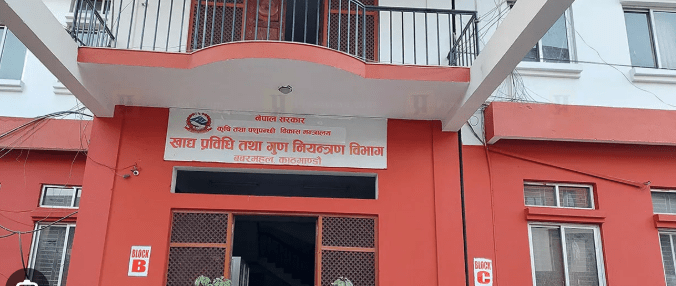 नेपाल सरकार
कृषि तथा पशुपन्छी विकास मन्त्रालय
खाद्य प्रविधि तथा गुण नियन्त्रण विभाग
बबरमहल, काठमाण्डौ
BLOCK
B
BLOCK
C